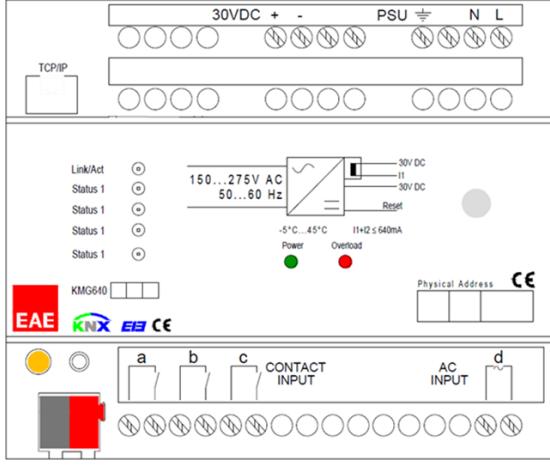 30VDC + - PSU N L
TCP/IP
Link/Act
Status 1
Status 1
Status 1
Status 1
150...275V AC
50...60 Hz
30V DC
I1
30V DC
Reset
-5°C...45°C I1+I2 ≤ 640mA
Power Overload
KMG640
Physical Address CE
EAE KNX EIB CE
a b c d
CONTACT INPUT
AC INPUT